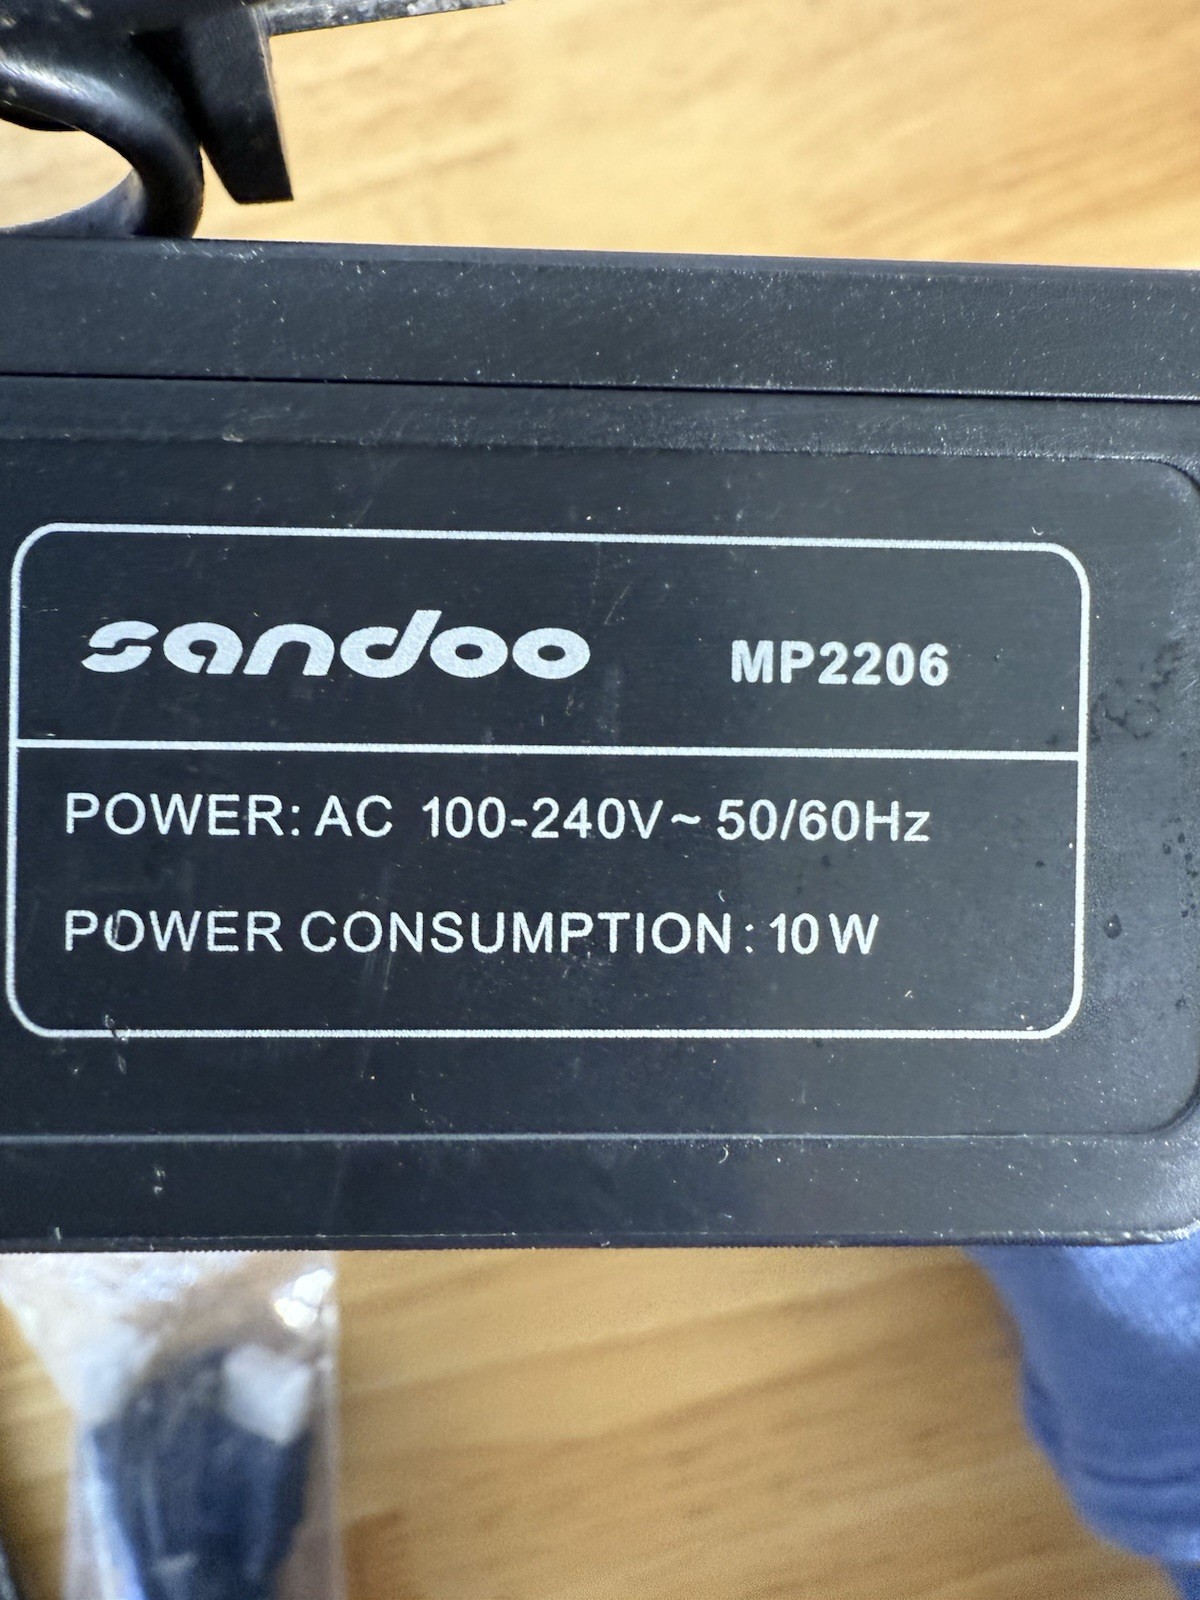 sandoo MP2206
POWER: AC 100-240V~ 50/60Hz
POWER CONSUMPTION: 10W